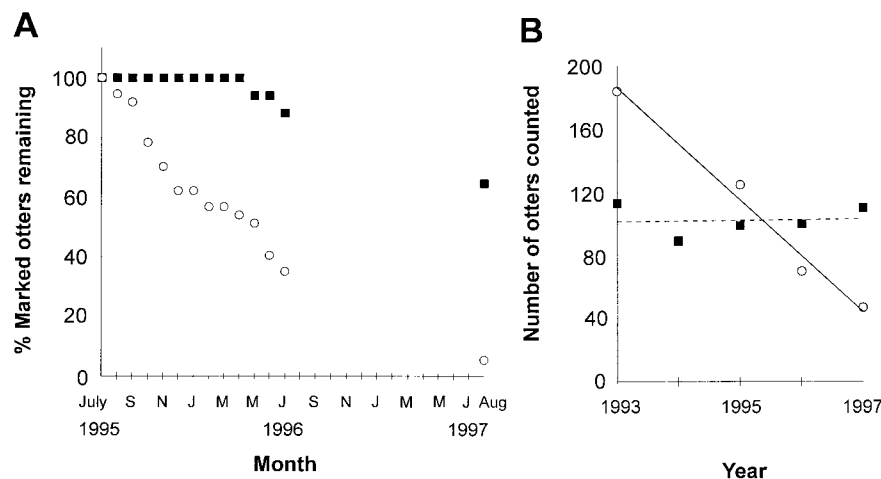 A
% Marked otters remaining
100
80
60
40
20
0
July S N J M M J S N J M M J Aug
1995 1996 1997
Month
B
Number of otters counted
200
160
120
80
40
0
1993 1995 1997
Year